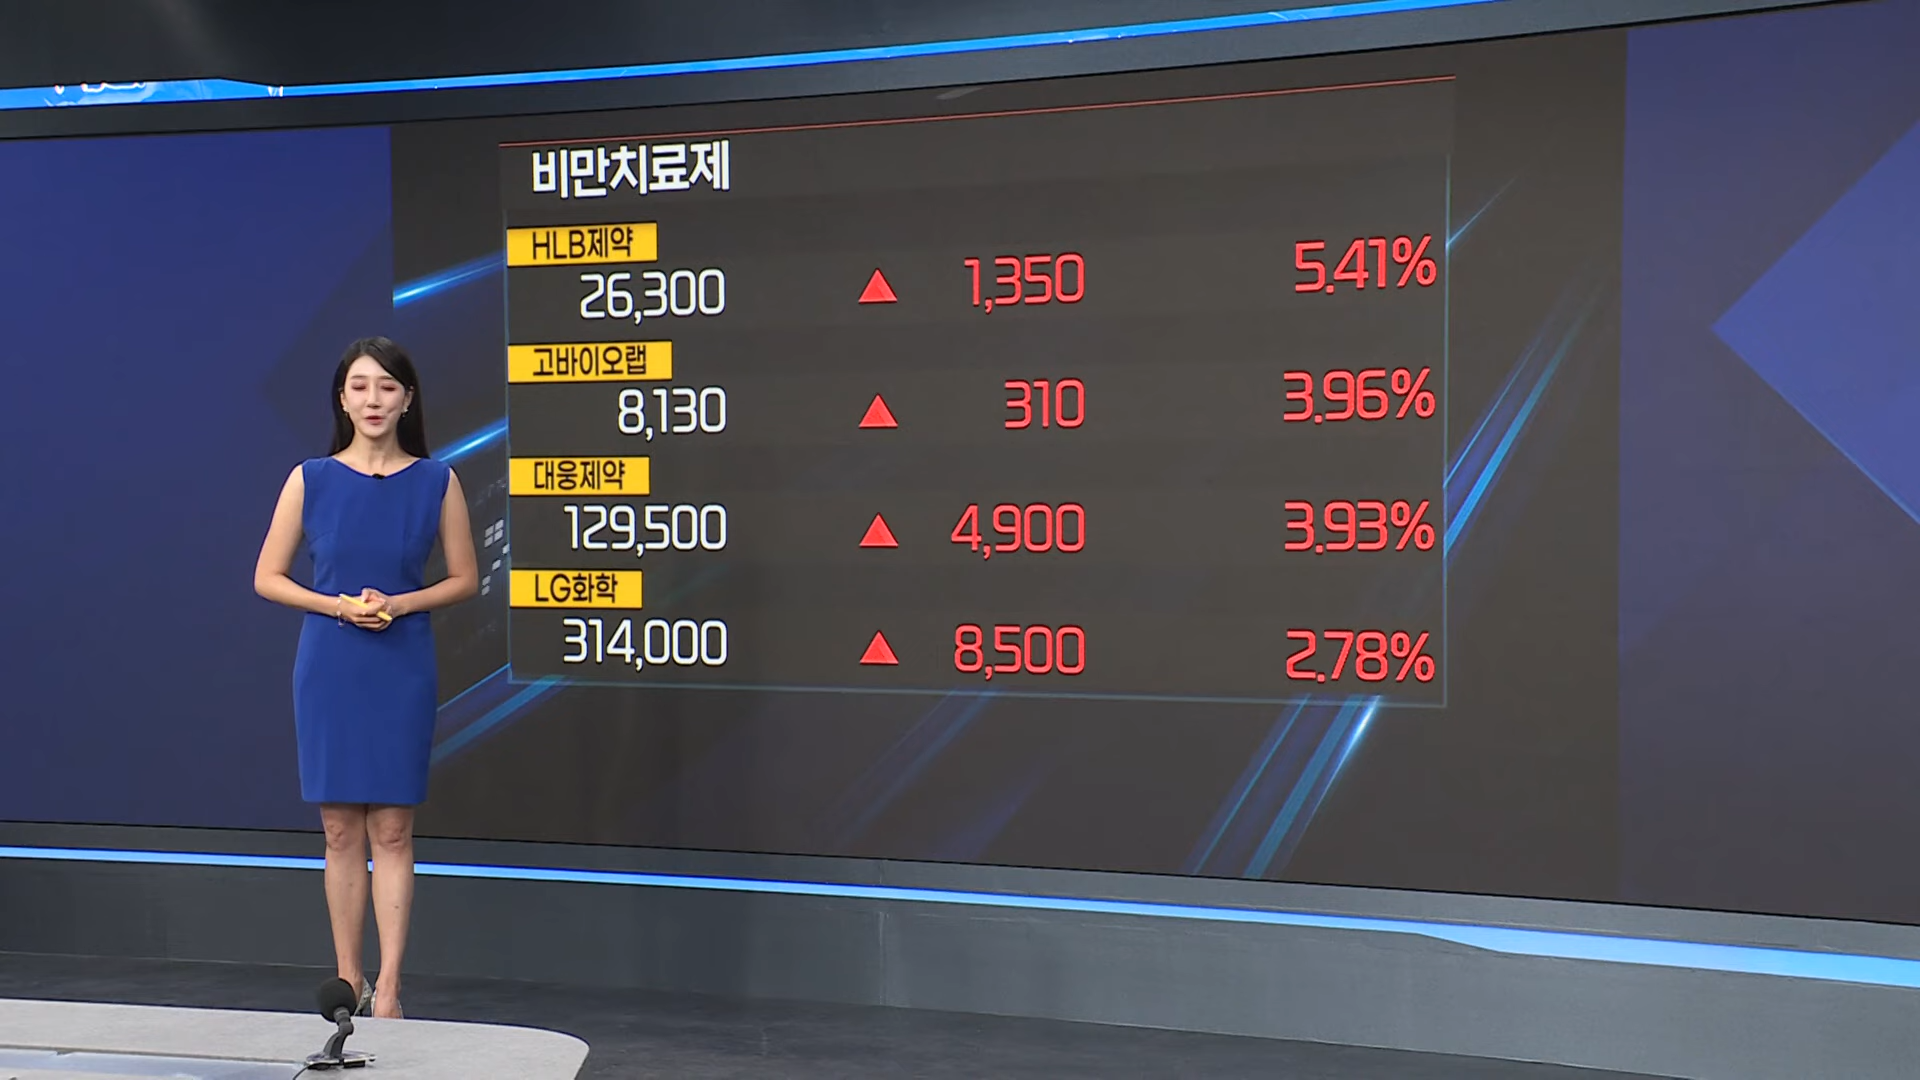 비만치료제
HLB제약
26,300 ▲ 1,350 5.41%
고바이오랩
8,130 ▲ 310 3.96%
대웅제약
129,500 ▲ 4,900 3.93%
LG화학
314,000 ▲ 8,500 2.78%